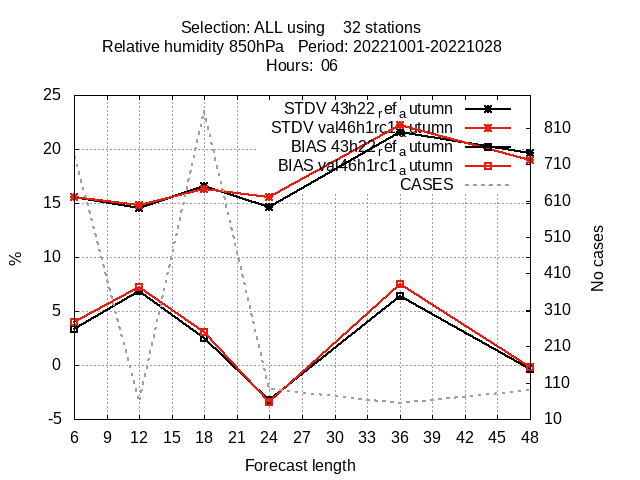 Selection: ALL using    32 stations
Relative humidity 850hPa   Period: 20221001-20221028
Hours:  06
STDV 43h22_ref_autumn
STDV val46h1rc1_autumn
BIAS 43h22_ref_autumn
BIAS val46h1rc1_autumn
CASES
25
20
15
10
5
0
-5
%
810
710
610
510
410
310
210
110
10
No cases
6 9 12 15 18 21 24 27 30 33 36 39 42 45 48
Forecast length